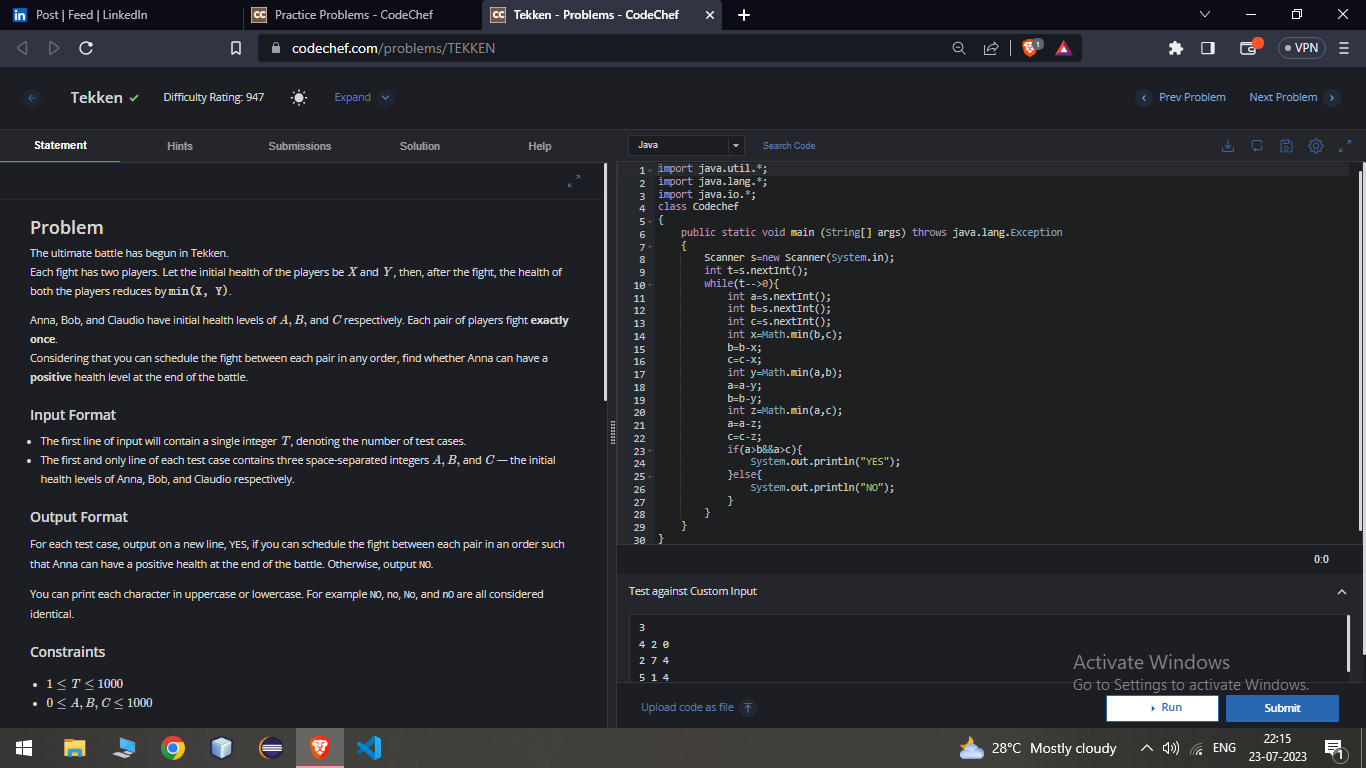 Post | Feed | LinkedIn
Practice Problems - CodeChef
Tekken - Problems - CodeChef
codechef.com/problems/TEKKEN
1
VPN
Tekken ✓
Difficulty Rating: 947
Expand
Prev Problem
Next Problem
Statement
Hints
Submissions
Solution
Help
Problem
The ultimate battle has begun in Tekken.
Each fight has two players. Let the initial health of the players be X and Y, then, after the fight, the health of
both the players reduces by min(X, Y).
Anna, Bob, and Claudio have initial health levels of A, B, and C respectively. Each pair of players fight exactly
once.
Considering that you can schedule the fight between each pair in any order, find whether Anna can have a
positive health level at the end of the battle.
Input Format
• The first line of input will contain a single integer T, denoting the number of test cases.
• The first and only line of each test case contains three space-separated integers A, B, and C — the initial
health levels of Anna, Bob, and Claudio respectively.
Output Format
For each test case, output on a new line, YES, if you can schedule the fight between each pair in an order such
that Anna can have a positive health at the end of the battle. Otherwise, output NO.
You can print each character in uppercase or lowercase. For example NO, no, No, and nO are all considered
identical.
Constraints
• 1 ≤ T ≤ 1000
• 0 ≤ A, B, C ≤ 1000
Java
Search Code
1 import java.util.*;
2 import java.lang.*;
3 import java.io.*;
4 class Codechef
5 {
6 public static void main (String[] args) throws java.lang.Exception
7 {
8 Scanner s=new Scanner(System.in);
9 int t=s.nextInt();
10 while(t-->0){
11 int a=s.nextInt();
12 int b=s.nextInt();
13 int c=s.nextInt();
14 int x=Math.min(b,c);
15 b=b-x;
16 c=c-x;
17 int y=Math.min(a,b);
18 a=a-y;
19 b=b-y;
20 int z=Math.min(a,c);
21 a=a-z;
22 c=c-z;
23 if(a>b&&a>c){
24 System.out.println("YES");
25 }else{
26 System.out.println("NO");
27 }
28 }
29 }
30 }
0:0
Test against Custom Input
3
4 2 0
2 7 4
5 1 4
Activate Windows
Go to Settings to activate Windows.
Upload code as file
Run
Submit
28°C Mostly cloudy
ENG
22:15
23-07-2023
1